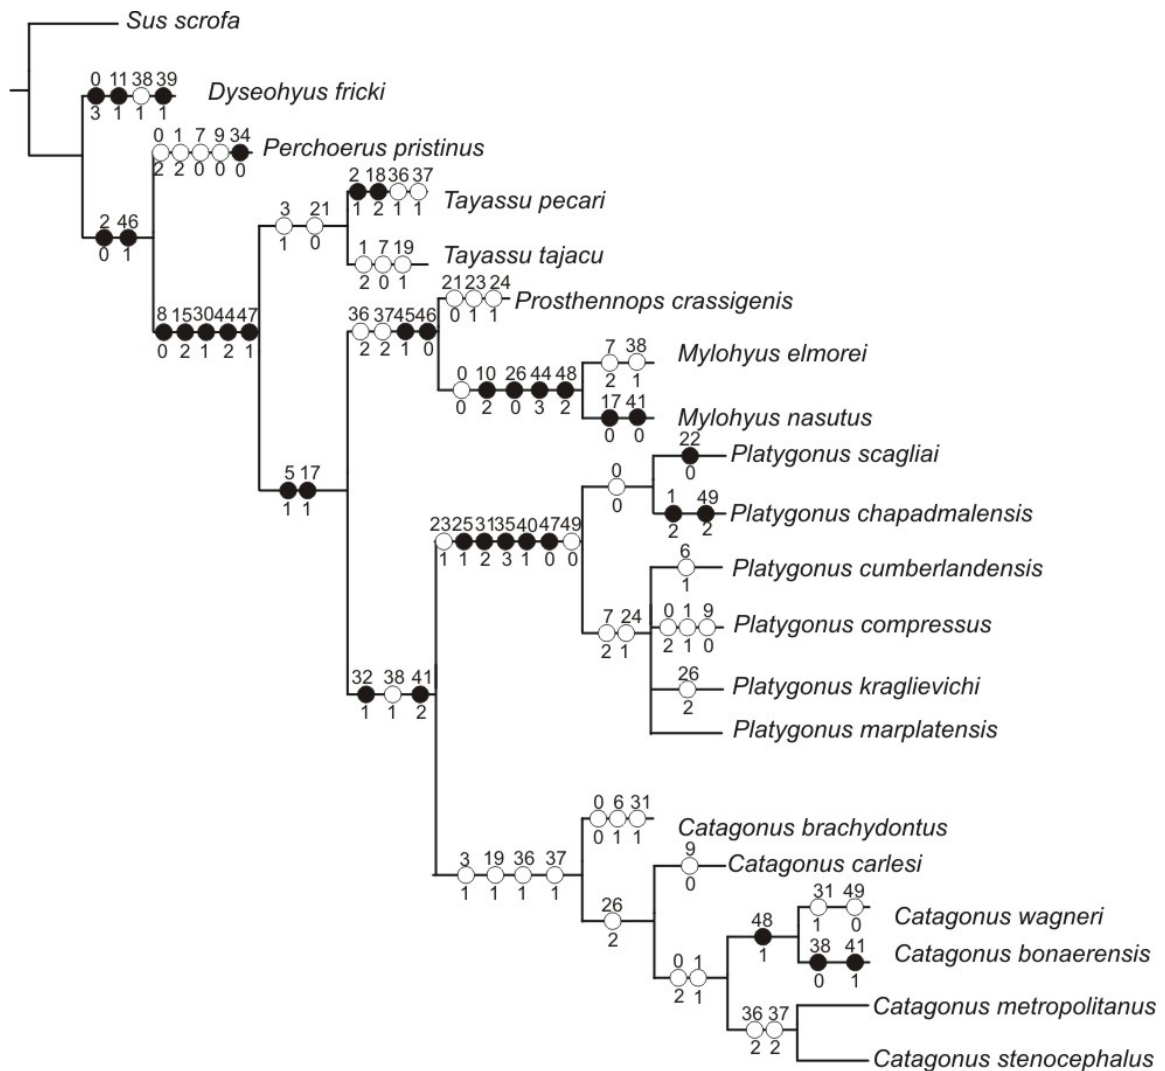 Sus scrofa
0 11 38 39
Dyseohyus fricki
3 1 1 1
0 1 7 9 34
Perchoerus pristinus
2 2 0 0 0
2 18 36 37
Tayassu pecari
1 2 1 1
3 21
2 46
1 0
0 1
1 7 19
Tayassu tajacu
2 0 1
21 23 24
Prosthennops crassigenis
0 1 1
8 15 30 44 47
36 37 45 46
0 2 1 2 1
2 2 1 0
7 38
Mylohyus elmorei
2 1
0 10 26 44 48
0 2 0 3 2
17 41
Mylohyus nasutus
0 0
22
Platygonus scagliai
0
5 17
0
1 1
0
1 49
Platygonus chapadmalensis
2 2
23 25 31 35 40 47 49
1 1 2 3 1 0 0
6
Platygonus cumberlandensis
1
7 24
0 1 9
Platygonus compressus
2 1
2 1 0
32 38 41
26
Platygonus kraglievichi
1 1 2
2
Platygonus marplatensis
0 6 31
Catagonus brachydontus
0 1 1
3 19 36 37
9
Catagonus carlesi
1 1 1 1
0
26
31 49
2
Catagonus wagneri
48
1 0
1
38 41
Catagonus bonaerensis
0 1
0 1
2 1
Catagonus metropolitanus
36 37
2 2
Catagonus stenocephalus